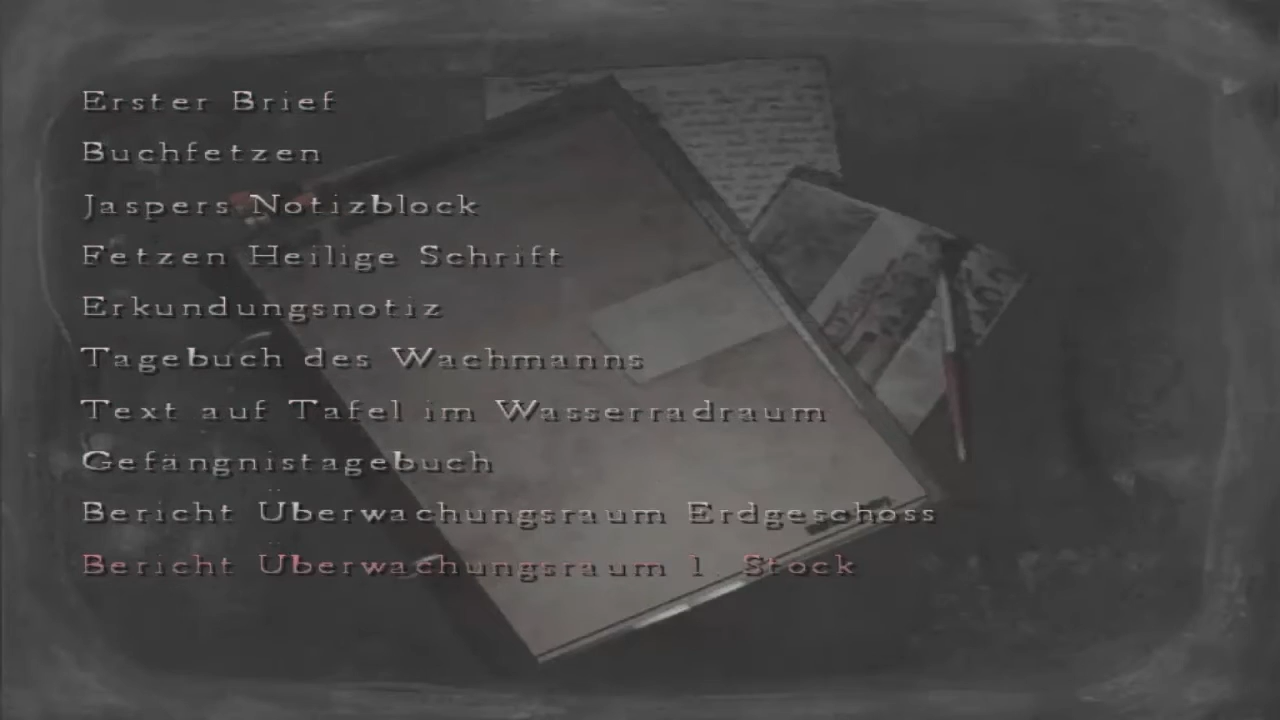 Erster Brief
Buchfetzen
Jaspers Notizblock
Fetzen Heilige Schrift
Erkundungsnotiz
Tagebuch des Wachmanns
Text auf Tafel im Wasserradraum
Gefängnistagebuch
Bericht Überwachungsraum Erdgeschoss
Bericht Überwachungsraum 1. Stock